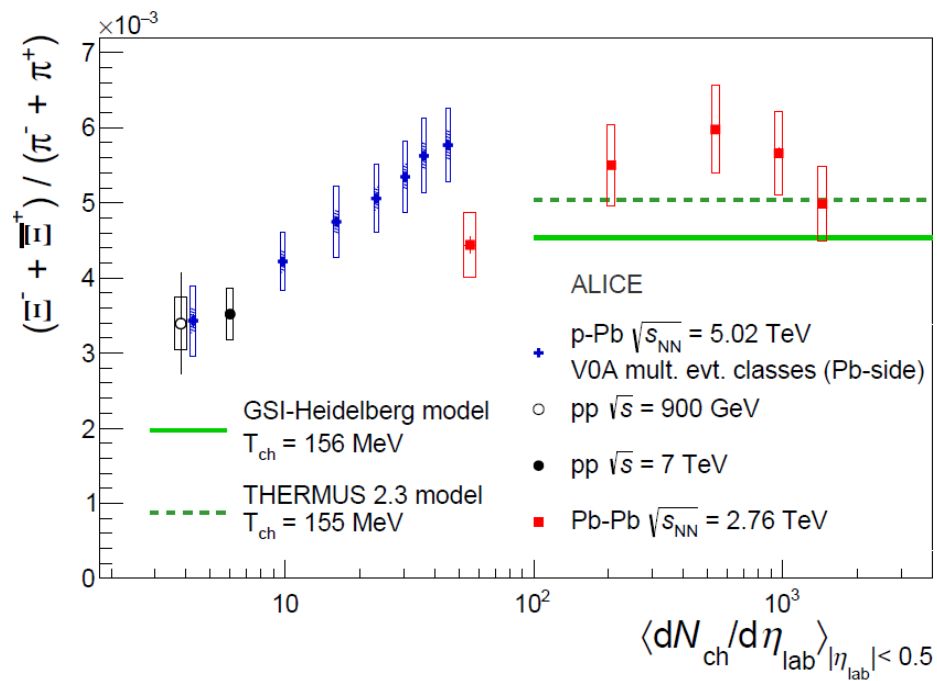 ×10⁻³
(Ξ⁻ + Ξ̅⁺) / (π⁻ + π⁺)
7
6
5
4
3
2
1
0
ALICE
p-Pb √s_NN = 5.02 TeV
V0A mult. evt. classes (Pb-side)
pp √s = 900 GeV
pp √s = 7 TeV
Pb-Pb √s_NN = 2.76 TeV
GSI-Heidelberg model
T_ch = 156 MeV
THERMUS 2.3 model
T_ch = 155 MeV
10 10² 10³
⟨dN_ch/dη_lab⟩_|η_lab|< 0.5